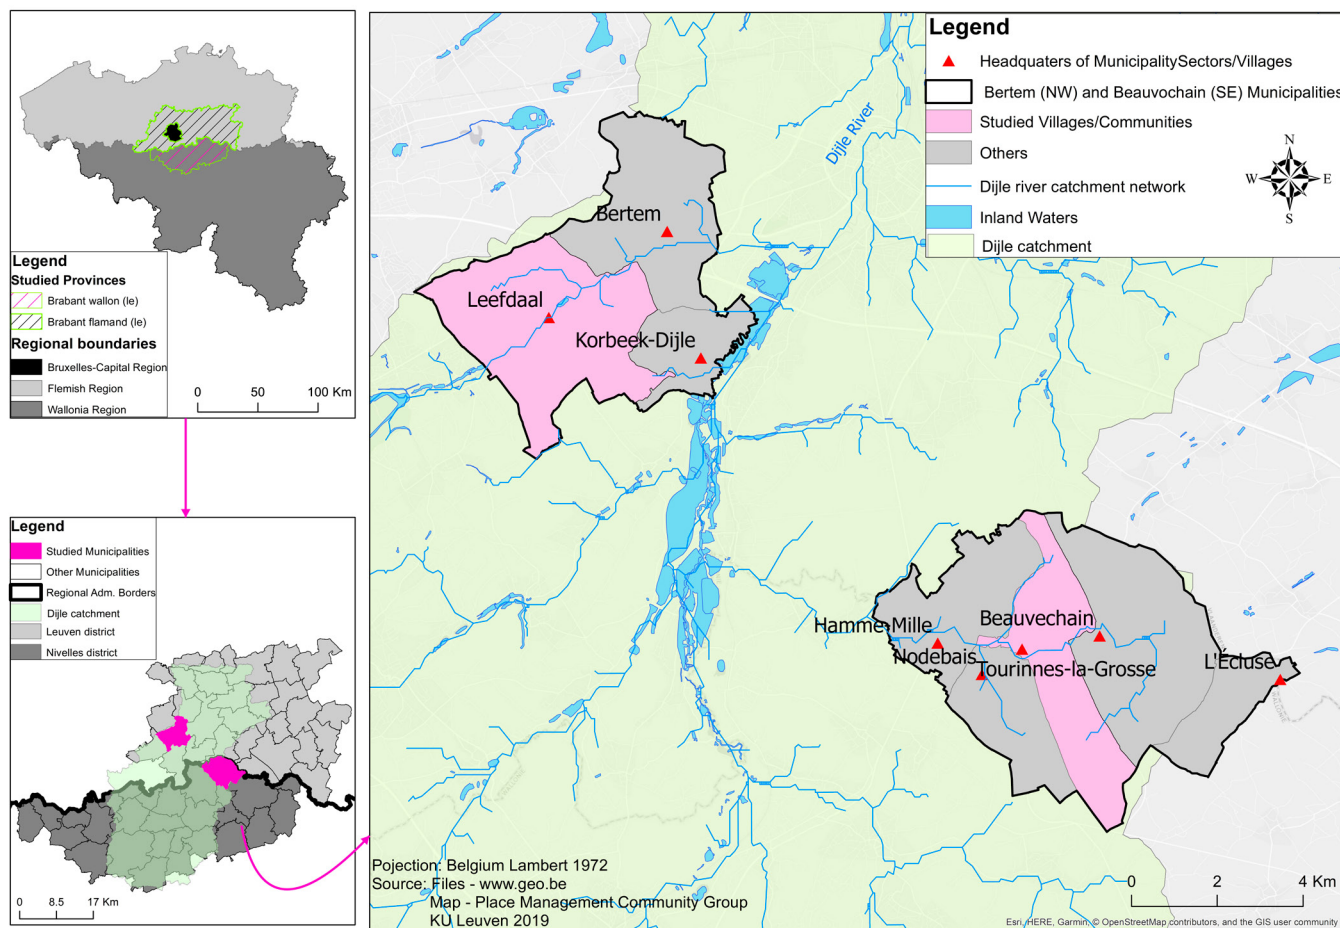 Legend
Studied Provinces
Brabant wallon (le)
Brabant flamand (le)
Regional boundaries
Bruxelles-Capital Region
Flemish Region
Wallonia Region
0 50 100 Km
Legend
Studied Municipalities
Other Municipalities
Regional Adm. Borders
Dijle catchment
Leuven district
Nivelles district
0 8.5 17 Km
Legend
Headquaters of MunicipalitySectors/Villages
Bertem (NW) and Beauvochain (SE) Municipalities
Studied Villages/Communities
Others
Dijle river catchment network
Inland Waters
Dijle catchment
N
W E
S
Dijle River
Bertem
Leefdaal
Korbeek-Dijle
Hamme-Mille
Beauvechain
Nodebais
Tourinnes-la-Grosse
L'Écluse
Pojection: Belgium Lambert 1972
Source: Files - www.geo.be
Map - Place Management Community Group
KU Leuven 2019
0 2 4 Km
Esri, HERE, Garmin, © OpenStreetMap contributors, and the GIS user community